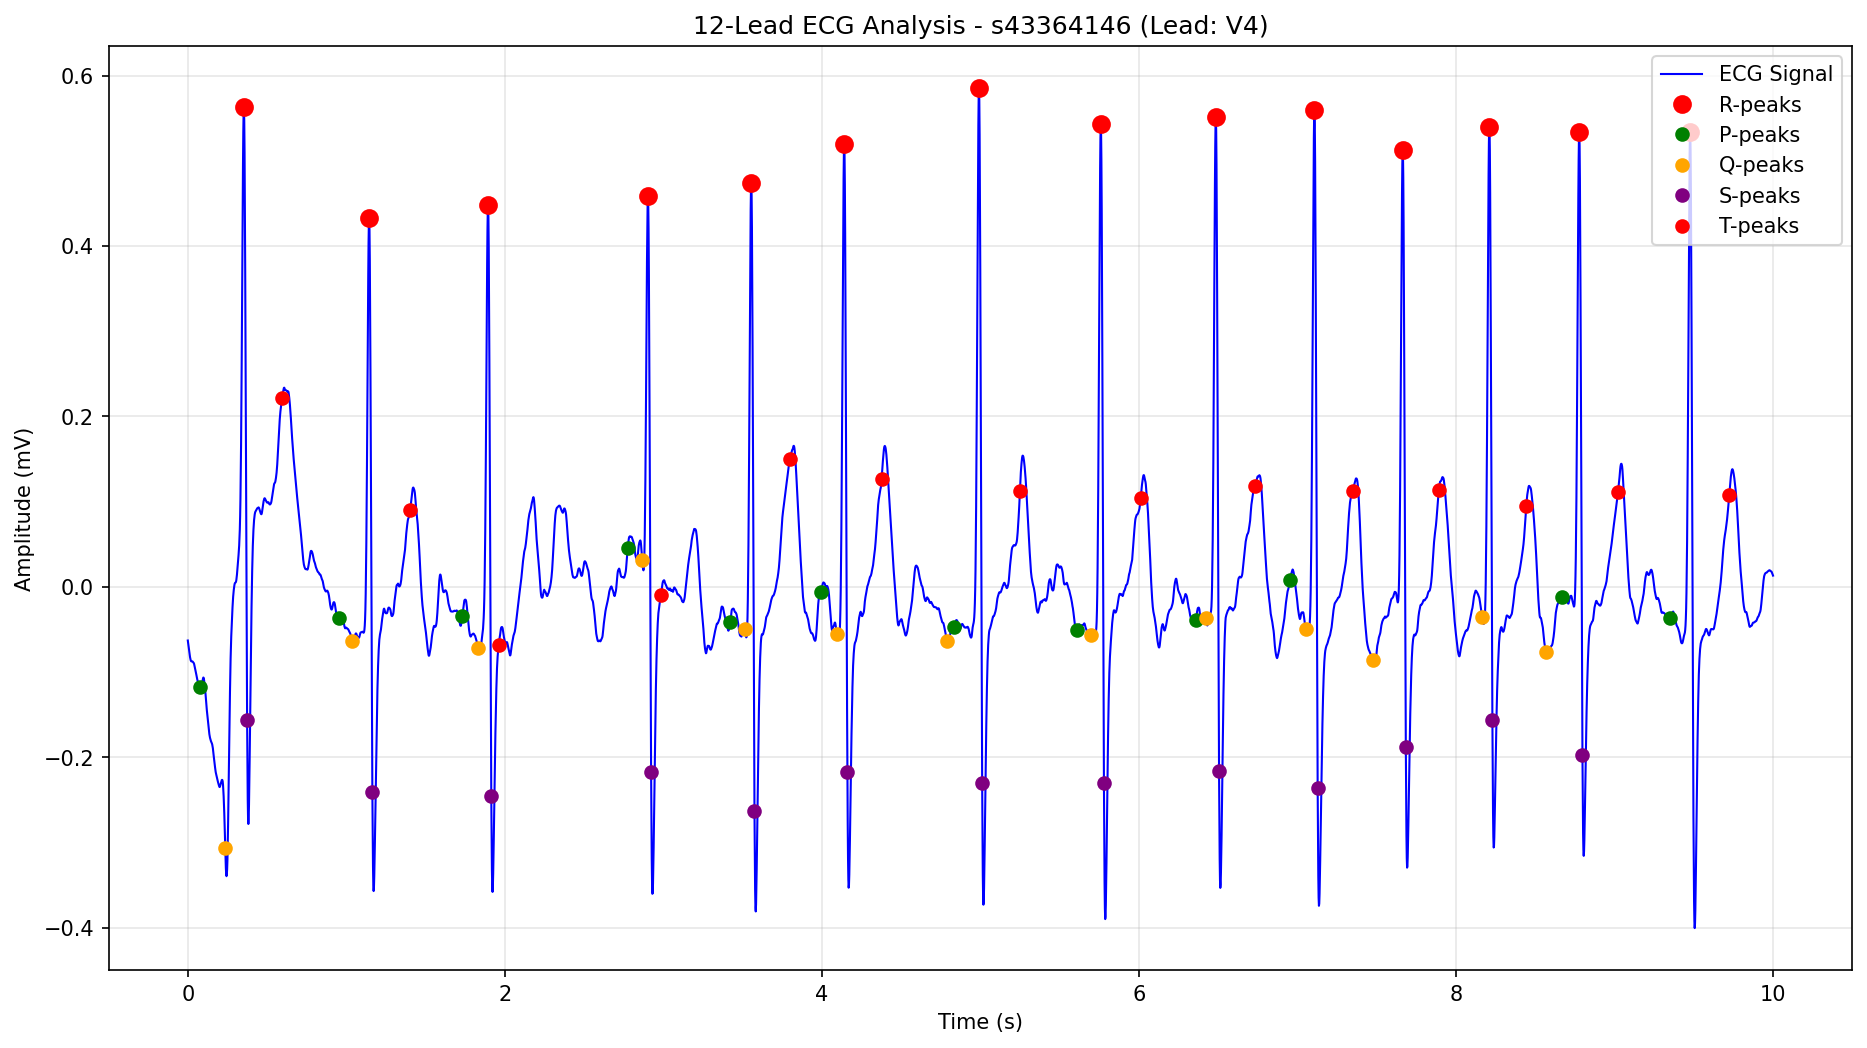 12-Lead ECG Analysis - s43364146 (Lead: V4)
ECG Signal
R-peaks
P-peaks
Q-peaks
S-peaks
T-peaks
Amplitude (mV)
0.6
0.4
0.2
0.0
−0.2
−0.4
0 2 4 6 8 10
Time (s)